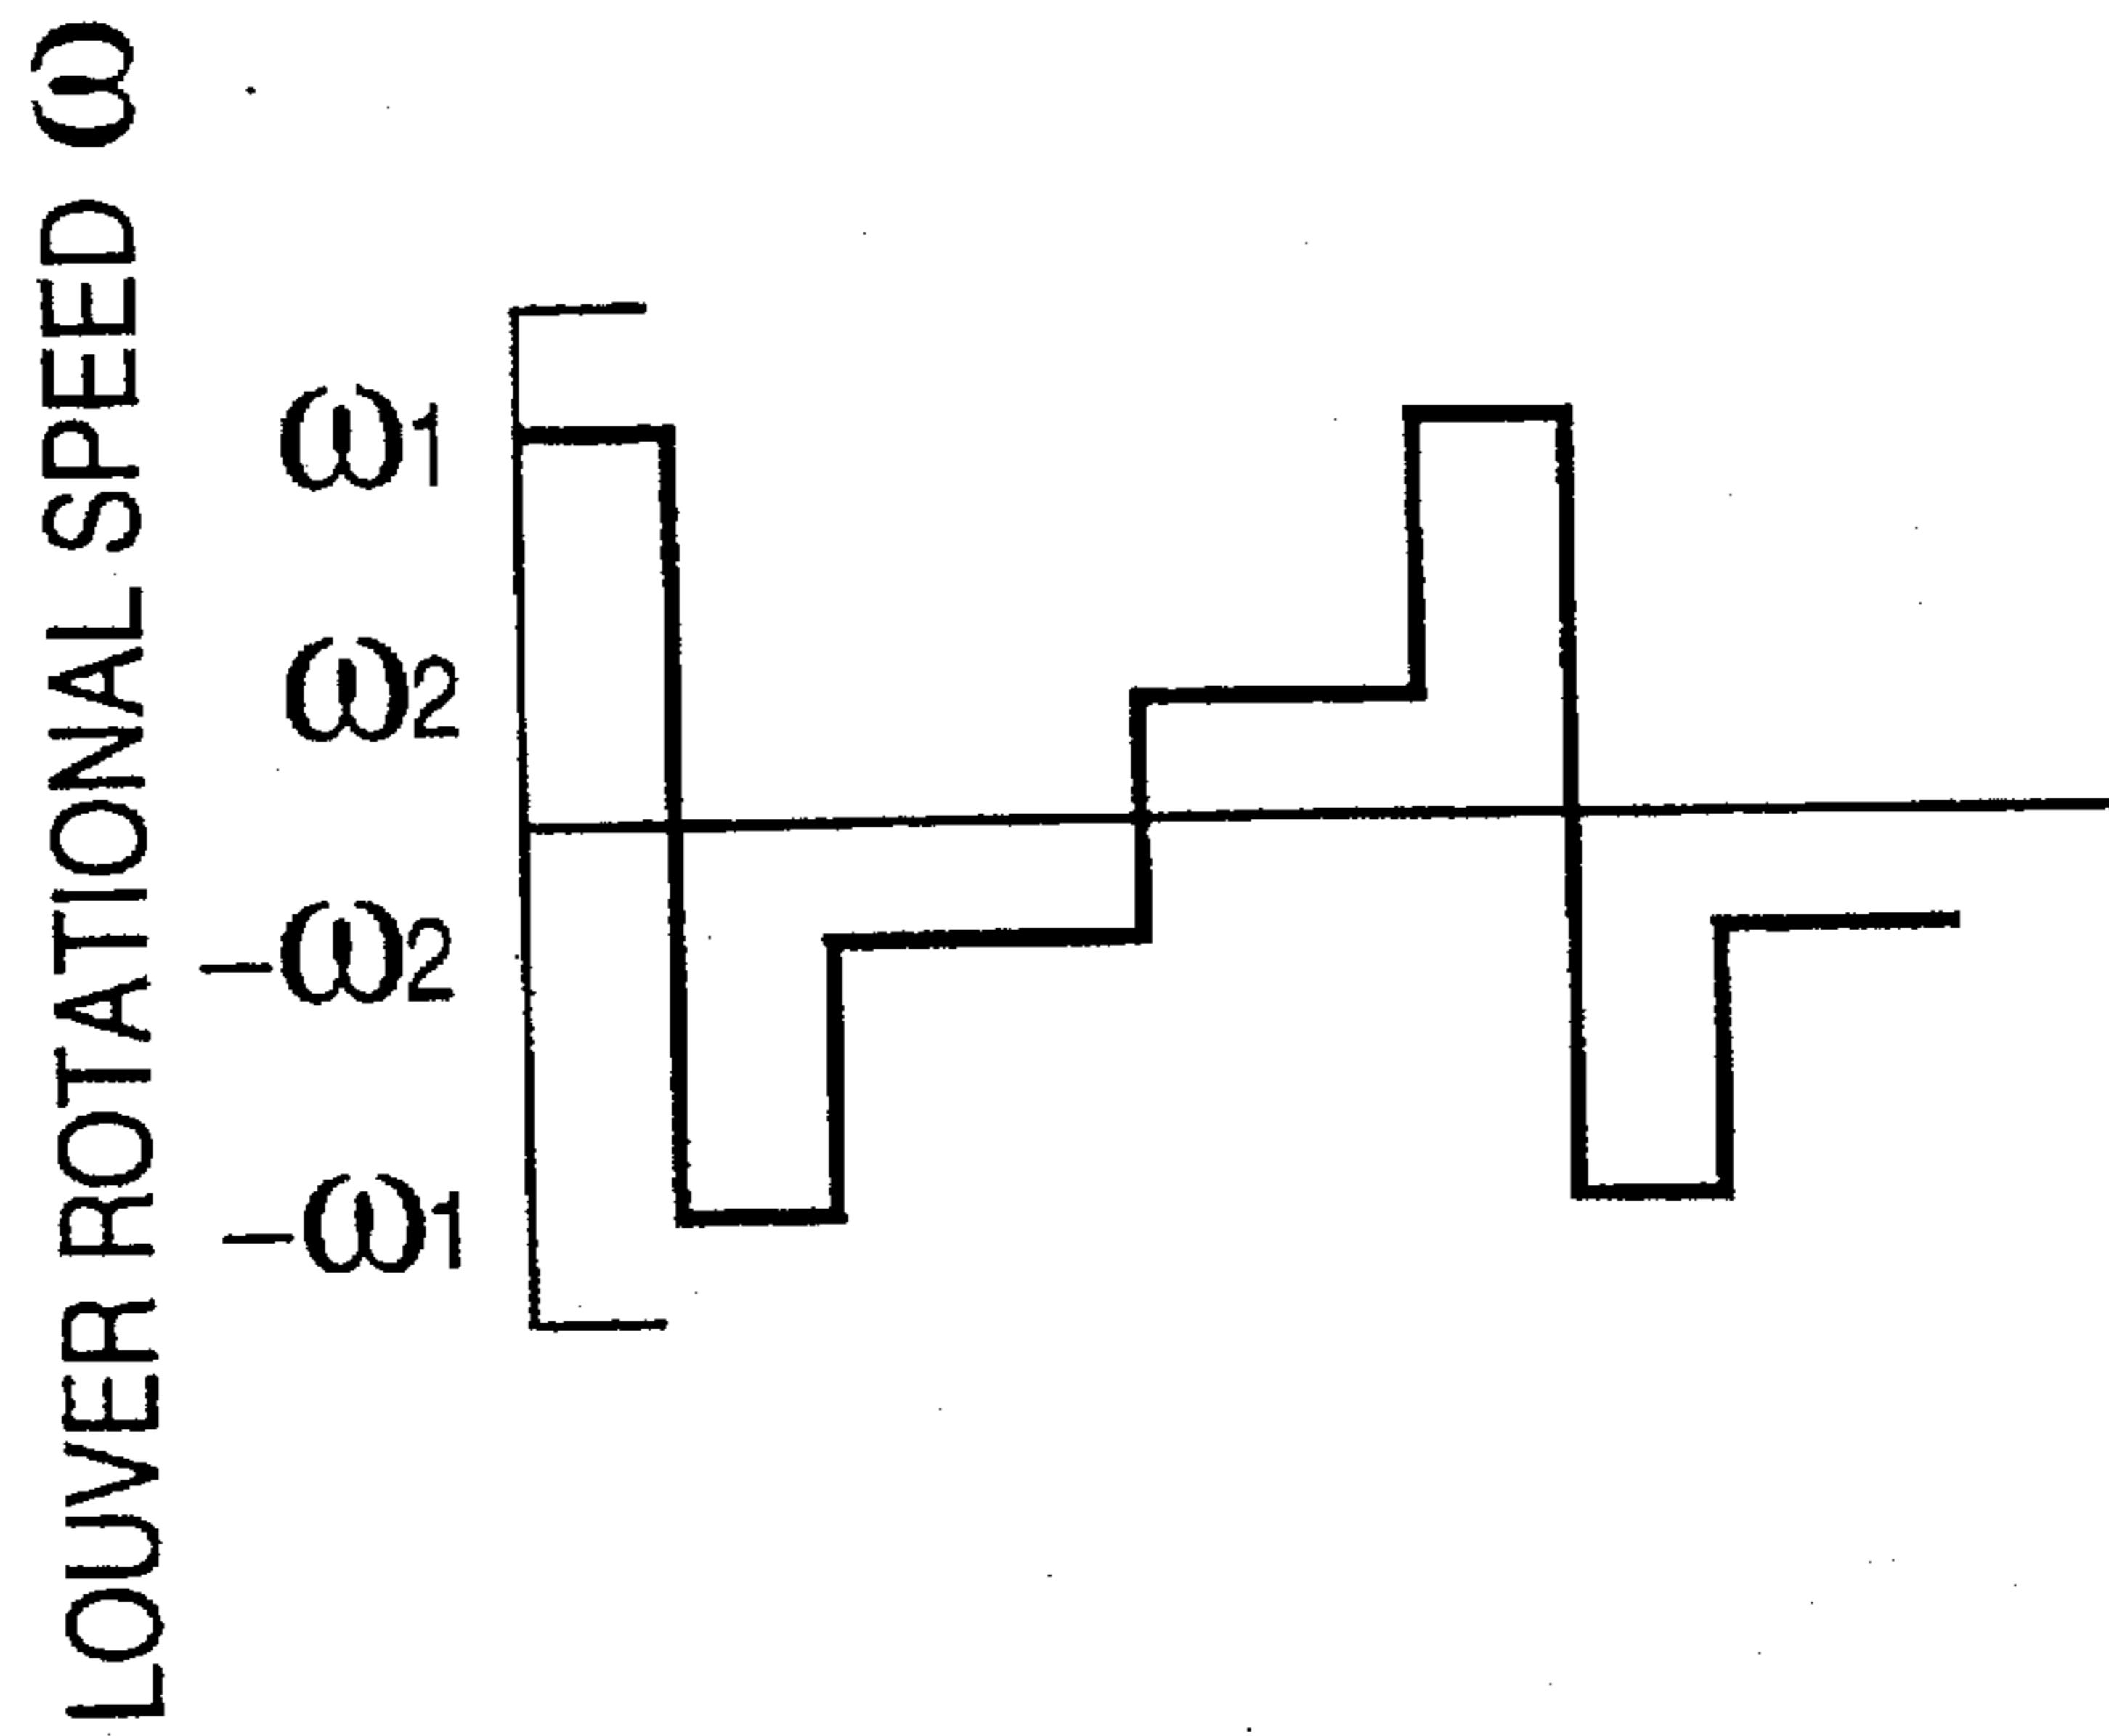 LOUVER ROTATIONAL SPEED ω
ω1
ω2
−ω2
−ω1